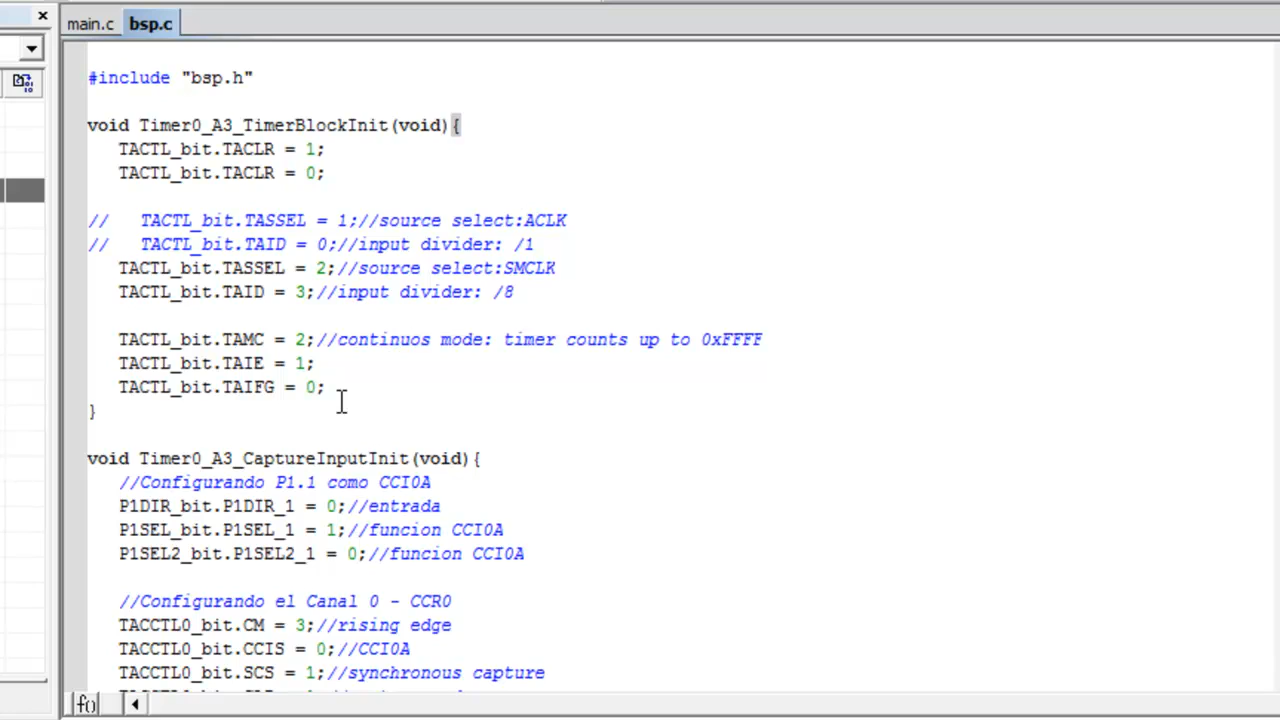 main.c bsp.c
#include "bsp.h"
void Timer0_A3_TimerBlockInit(void){
TACTL_bit.TACLR = 1;
TACTL_bit.TACLR = 0;
// TACTL_bit.TASSEL = 1;//source select:ACLK
// TACTL_bit.TAID = 0;//input divider: /1
TACTL_bit.TASSEL = 2;//source select:SMCLK
TACTL_bit.TAID = 3;//input divider: /8
TACTL_bit.TAMC = 2;//continuos mode: timer counts up to 0xFFFF
TACTL_bit.TAIE = 1;
TACTL_bit.TAIFG = 0;
}
void Timer0_A3_CaptureInputInit(void){
//Configurando P1.1 como CCI0A
P1DIR_bit.P1DIR_1 = 0;//entrada
P1SEL_bit.P1SEL_1 = 1;//funcion CCI0A
P1SEL2_bit.P1SEL2_1 = 0;//funcion CCI0A
//Configurando el Canal 0 - CCR0
TACCTL0_bit.CM = 3;//rising edge
TACCTL0_bit.CCIS = 0;//CCI0A
TACCTL0_bit.SCS = 1;//synchronous capture
f()